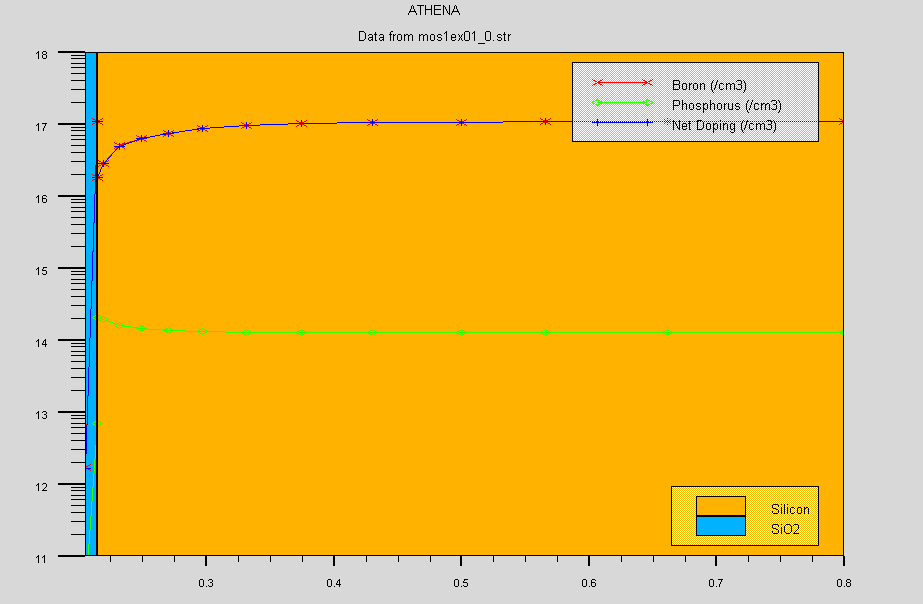 ATHENA
Data from mos1ex01_0.str
18
17
16
15
14
13
12
11
Boron (/cm3)
Phosphorus (/cm3)
Net Doping (/cm3)
Silicon
SiO2
0.3 0.4 0.5 0.6 0.7 0.8